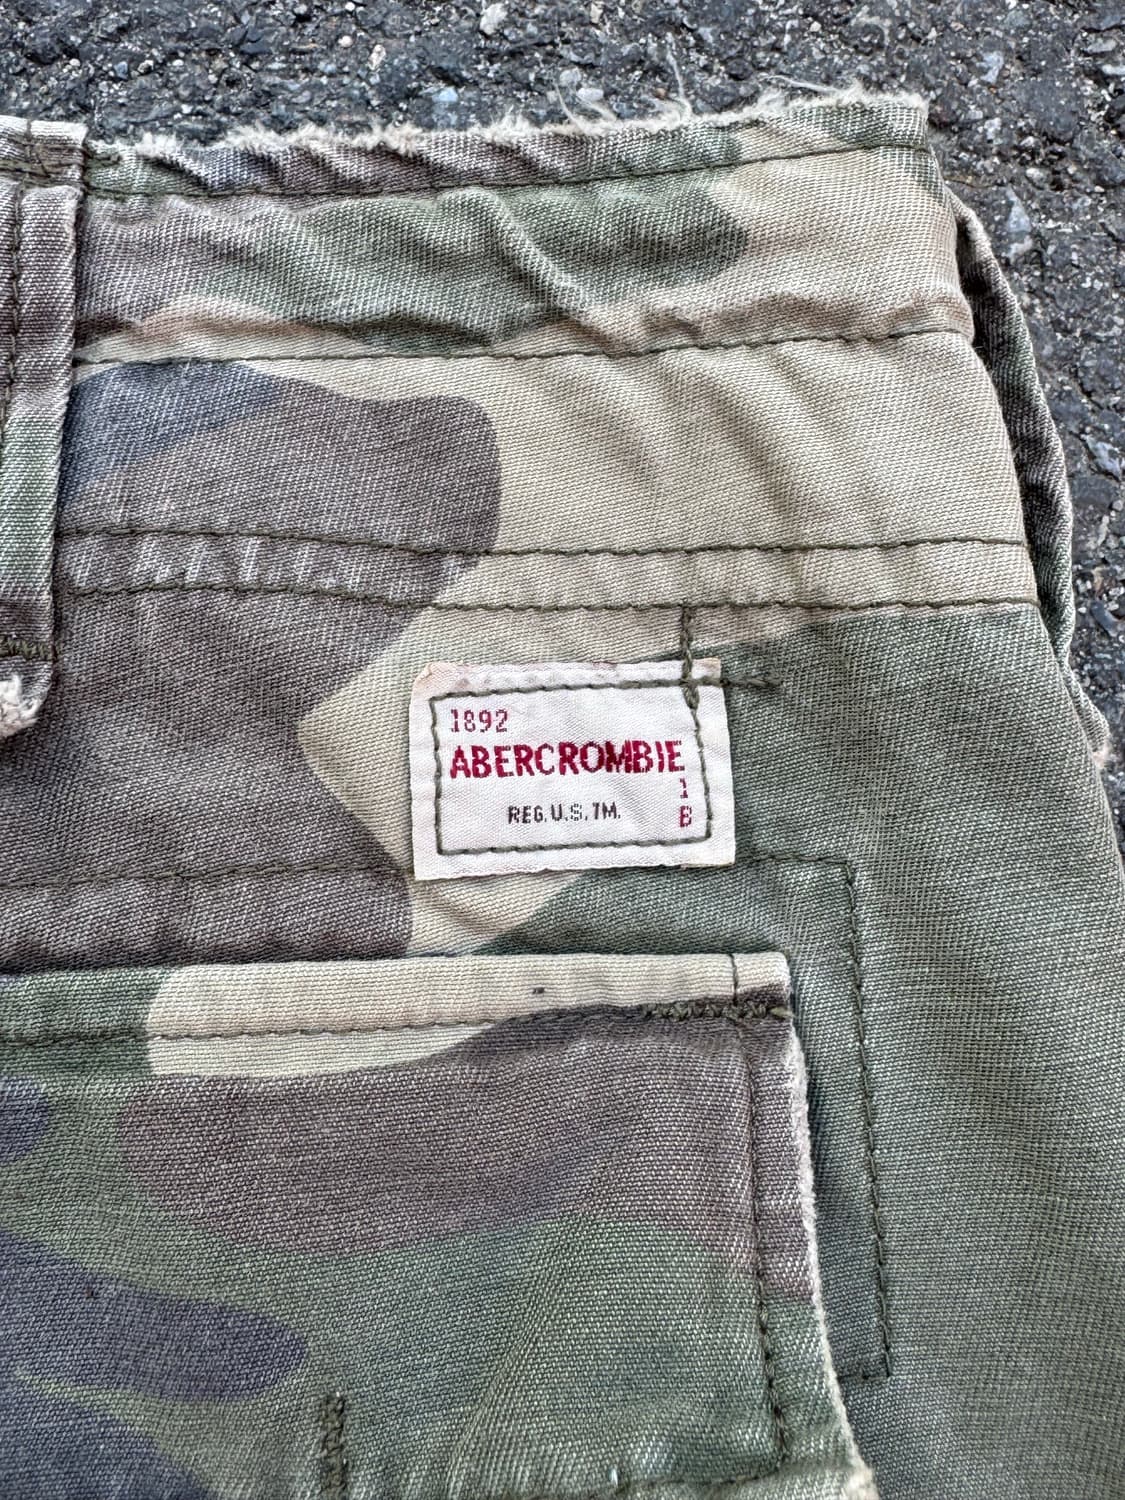 1892
ABERCROMBIE
1
REG. U.S. TM.
B